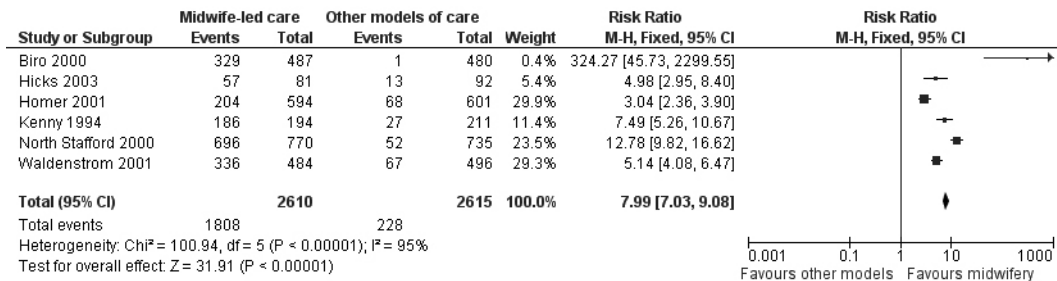 Midwife-led care Other models of care Risk Ratio Risk Ratio
Study or Subgroup Events Total Events Total Weight M-H, Fixed, 95% CI M-H, Fixed, 95% CI
Biro 2000 329 487 1 480 0.4% 324.27 [45.73, 2299.55]
Hicks 2003 57 81 13 92 5.4% 4.98 [2.95, 8.40]
Homer 2001 204 594 68 601 29.9% 3.04 [2.36, 3.90]
Kenny 1994 186 194 27 211 11.4% 7.49 [5.26, 10.67]
North Stafford 2000 696 770 52 735 23.5% 12.78 [9.82, 16.62]
Waldenstrom 2001 336 484 67 496 29.3% 5.14 [4.08, 6.47]
Total (95% CI) 2610 2615 100.0% 7.99 [7.03, 9.08]
Total events 1808 228
Heterogeneity: Chi² = 100.94, df = 5 (P < 0.00001); I² = 95%
Test for overall effect: Z = 31.91 (P < 0.00001)
0.001 0.1 1 10 1000
Favours other models Favours midwifery